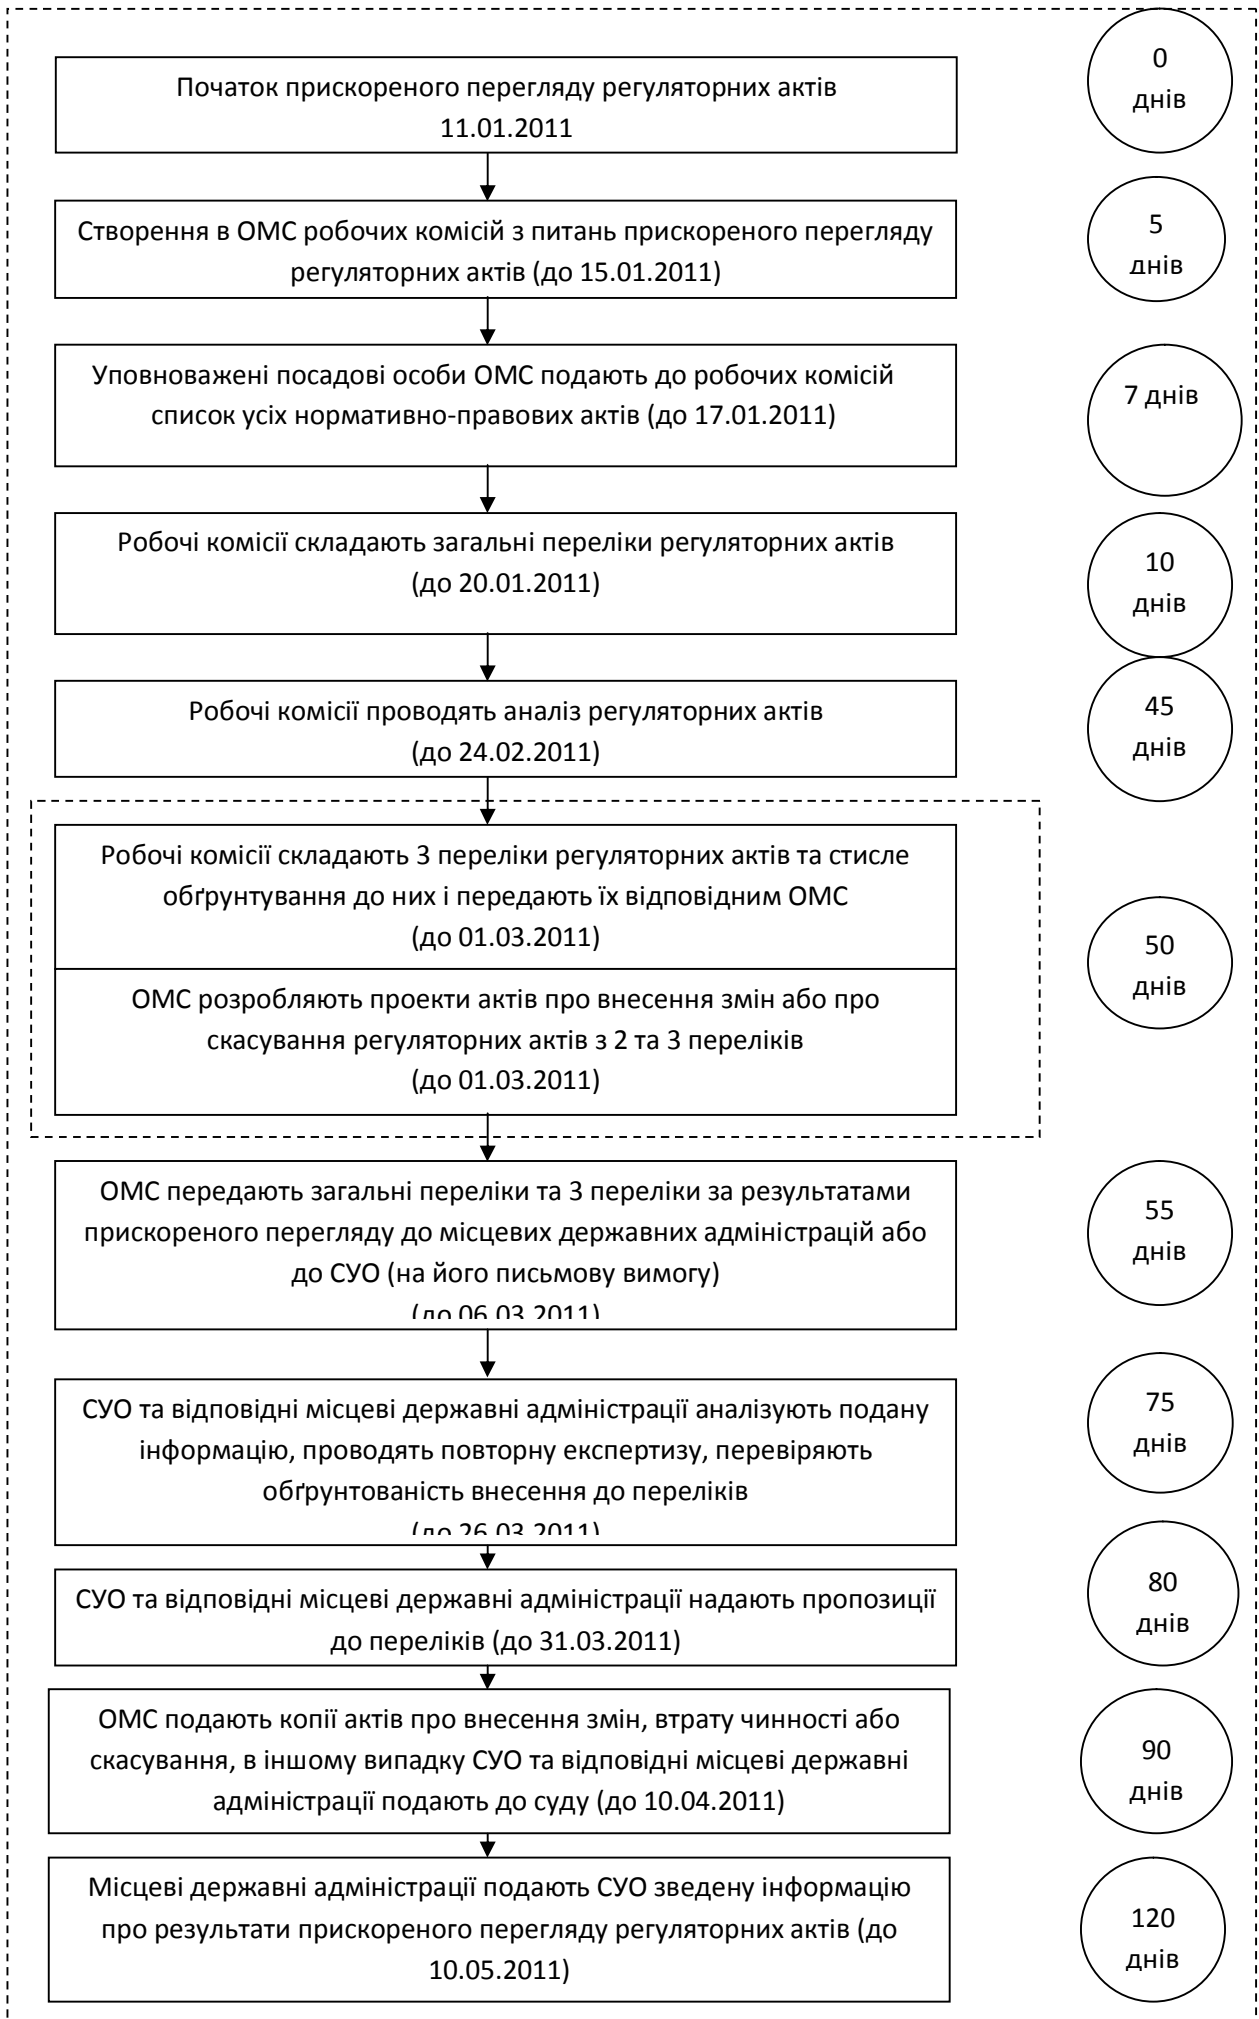 Початок прискореного перегляду регуляторних актів
11.01.2011
0
днів
Створення в ОМС робочих комісій з питань прискореного перегляду
регуляторних актів (до 15.01.2011)
5
днів
Уповноважені посадові особи ОМС подають до робочих комісій
список усіх нормативно-правових актів (до 17.01.2011)
7 днів
Робочі комісії складають загальні переліки регуляторних актів
(до 20.01.2011)
10
днів
Робочі комісії проводять аналіз регуляторних актів
(до 24.02.2011)
45
днів
Робочі комісії складають 3 переліки регуляторних актів та стисле
обґрунтування до них і передають їх відповідним ОМС
(до 01.03.2011)
ОМС розробляють проекти актів про внесення змін або про
скасування регуляторних актів з 2 та 3 переліків
(до 01.03.2011)
50
днів
ОМС передають загальні переліки та 3 переліки за результатами
прискореного перегляду до місцевих державних адміністрацій або
до СУО (на його письмову вимогу)
(до 06.03.2011)
55
днів
СУО та відповідні місцеві державні адміністрації аналізують подану
інформацію, проводять повторну експертизу, перевіряють
обґрунтованість внесення до переліків
(до 26.03.2011)
75
днів
СУО та відповідні місцеві державні адміністрації надають пропозиції
до переліків (до 31.03.2011)
80
днів
ОМС подають копії актів про внесення змін, втрату чинності або
скасування, в іншому випадку СУО та відповідні місцеві державні
адміністрації подають до суду (до 10.04.2011)
90
днів
Місцеві державні адміністрації подають СУО зведену інформацію
про результати прискореного перегляду регуляторних актів (до
10.05.2011)
120
днів